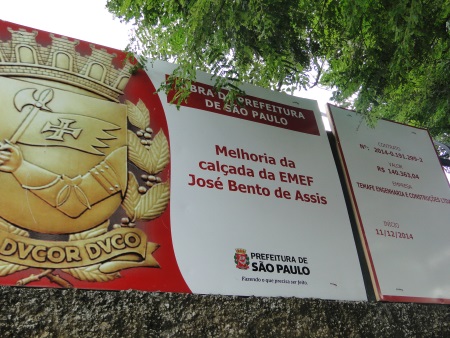 OBRA DA PREFEITURA
DE SÃO PAULO
Melhoria da
calçada da EMEF
José Bento de Assis
PREFEITURA DE
SÃO PAULO
Fazendo o que precisa ser feito.
DVCOR DVCO
CONTRATO
Nº: 2014-0.191.290-2
VALOR
R$ 140.303,04
EMPRESA
TEMAFE ENGENHARIA E CONSTRUÇÕES LTDA
INÍCIO
11/12/2014